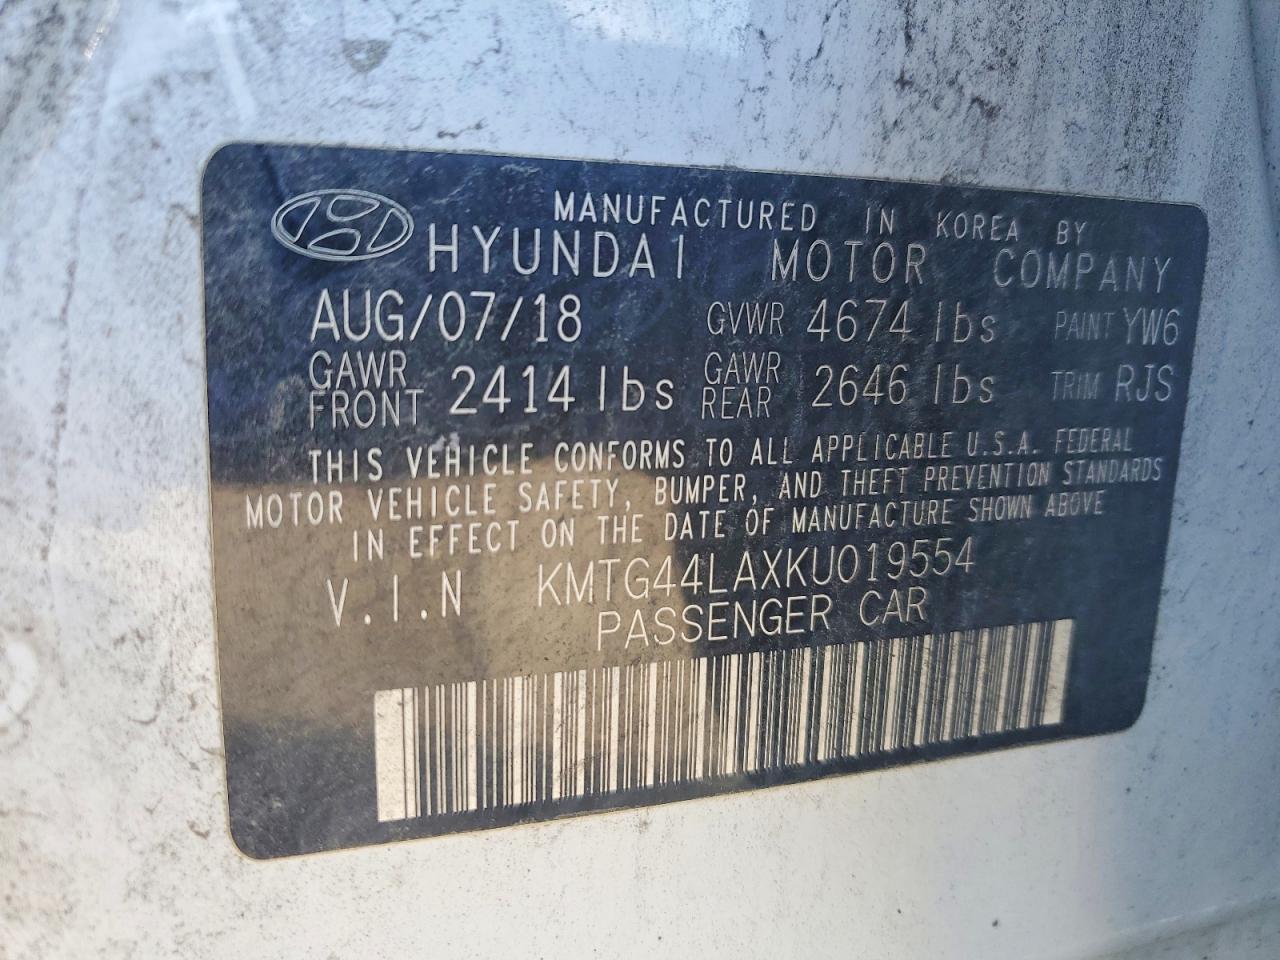 MANUFACTURED IN KOREA BY
HYUNDAI MOTOR COMPANY
AUG/07/18 GVWR 4674 lbs PAINT YW6
GAWR FRONT 2414 lbs GAWR REAR 2646 lbs TRIM RJS
THIS VEHICLE CONFORMS TO ALL APPLICABLE U.S.A. FEDERAL
MOTOR VEHICLE SAFETY, BUMPER, AND THEFT PREVENTION STANDARDS
IN EFFECT ON THE DATE OF MANUFACTURE SHOWN ABOVE
V.I.N KMTG44LAXKU019554
PASSENGER CAR